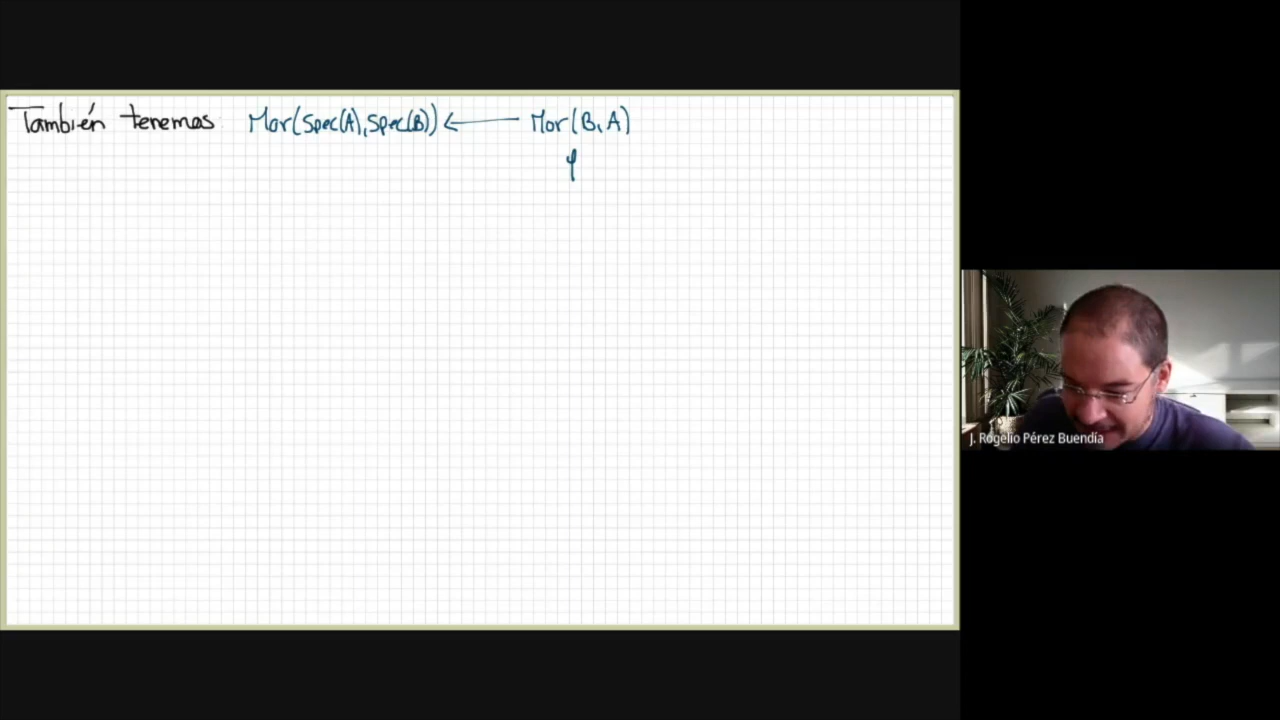 También tenemos Mor(Spec(A), Spec(B)) ← Mor(B, A)
φ
J. Rogelio Pérez Buendía